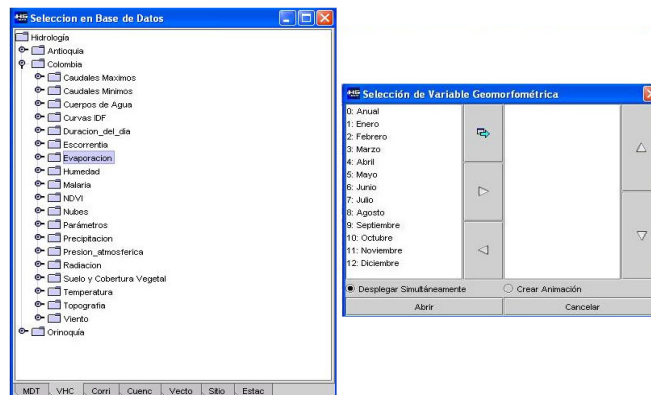 Seleccion en Base de Datos
Hidrología
Antioquia
Colombia
Caudales Maximos
Caudales Minimos
Cuerpos de Agua
Curvas IDF
Duracion_del_dia
Escorrentia
Evaporacion
Humedad
Malaria
NDVI
Nubes
Parámetros
Precipitacion
Presion_atmosferica
Radiacion
Suelo y Cobertura Vegetal
Temperatura
Topografia
Viento
Orinoquía
MDT VHC Corri Cuenc Vecto Sitio Estac
Selección de Variable Geomorfométrica
0: Anual
1: Enero
2: Febrero
3: Marzo
4: Abril
5: Mayo
6: Junio
7: Julio
8: Agosto
9: Septiembre
10: Octubre
11: Noviembre
12: Diciembre
Desplegar Simultáneamente Crear Animación
Abrir Cancelar